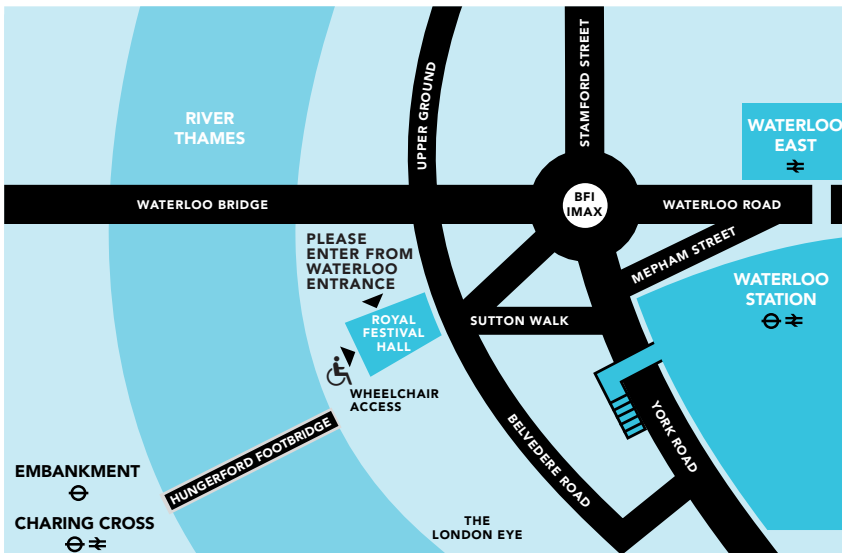 RIVER
THAMES
UPPER GROUND
STAMFORD STREET
WATERLOO
EAST
WATERLOO BRIDGE
BFI
IMAX
WATERLOO ROAD
PLEASE
ENTER FROM
WATERLOO
ENTRANCE
MEPHAM STREET
WATERLOO
STATION
ROYAL
FESTIVAL
HALL
SUTTON WALK
WHEELCHAIR
ACCESS
HUNGERFORD FOOTBRIDGE
BELVEDERE ROAD
YORK ROAD
EMBANKMENT
CHARING CROSS
THE
LONDON EYE